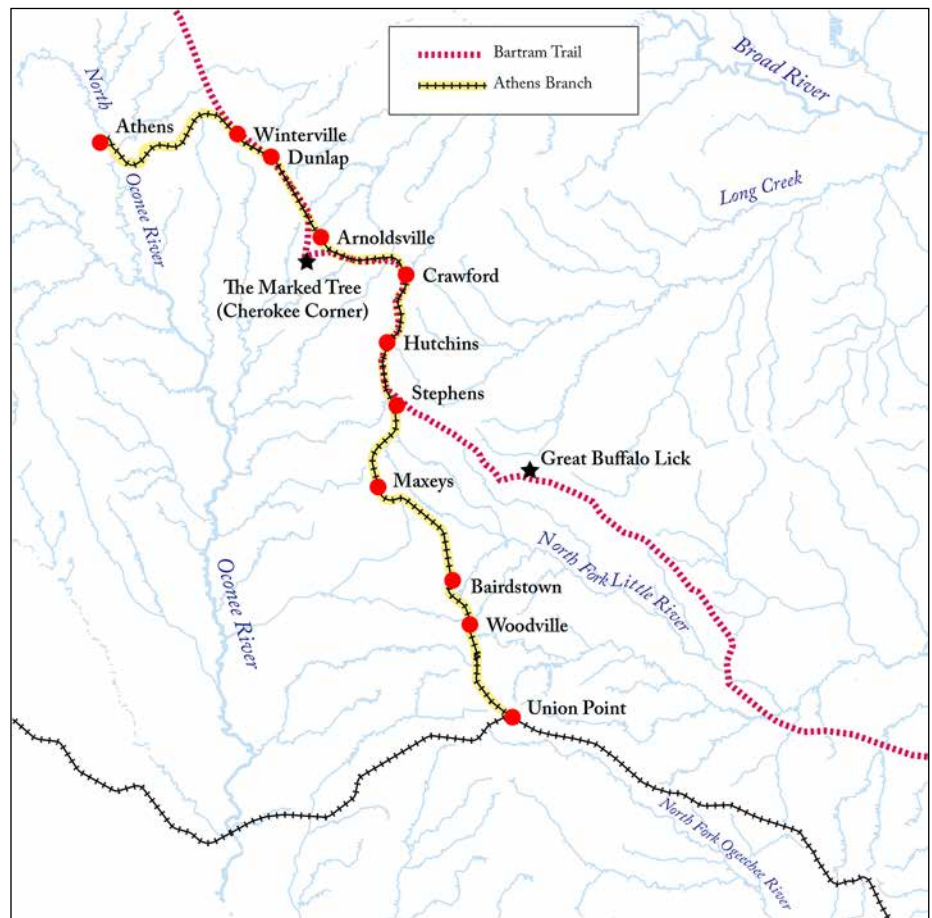 Bartram Trail
Athens Branch
Broad River
North
Oconee River
Athens
Winterville
Dunlap
Long Creek
Arnoldsville
The Marked Tree
(Cherokee Corner)
Crawford
Hutchins
Stephens
Great Buffalo Lick
Maxeys
North Fork Little River
Oconee River
Bairdstown
Woodville
Union Point
North Fork Ogeechee River